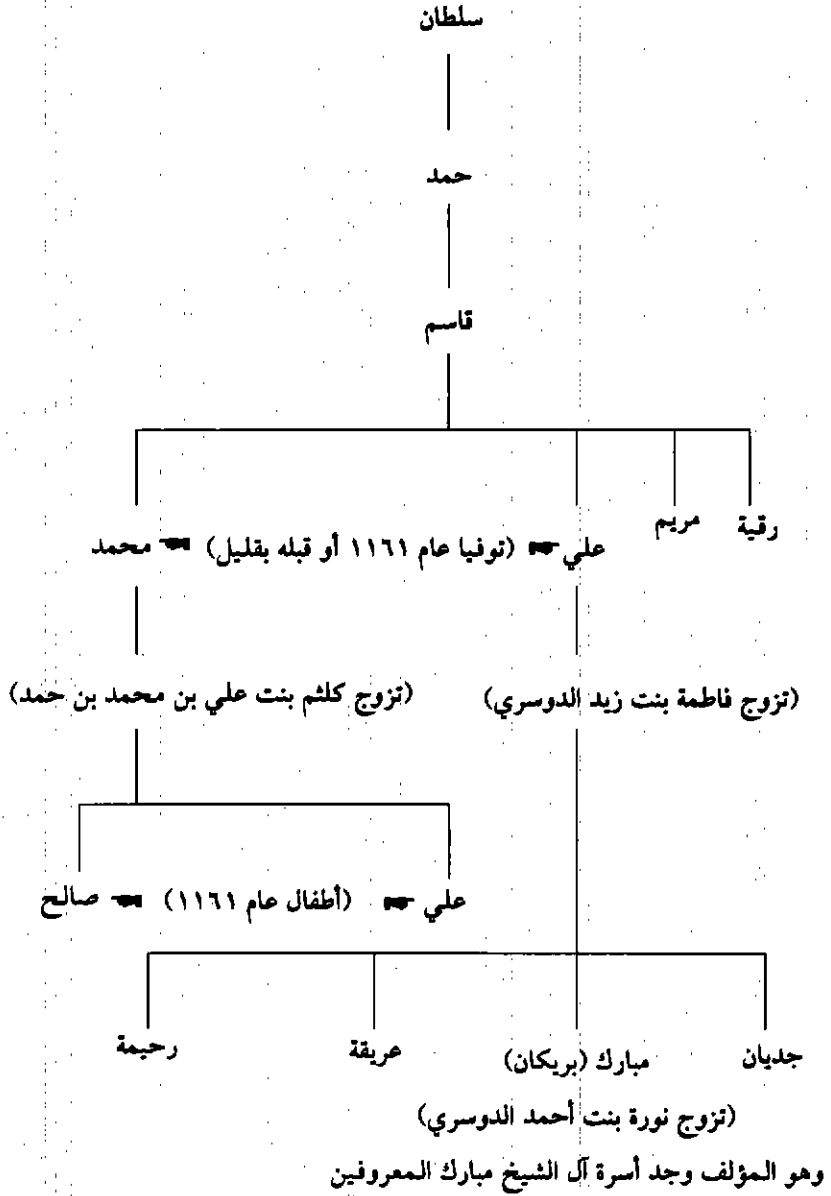 سلطان
حمد
قاسم
رقية
مريم
علي (توفيا عام ١١٦١ أو قبله بقليل) محمد
(تزوج فاطمة بنت زيد الدوسري)
(تزوج كلثم بنت علي بن محمد بن حمد)
علي (أطفال عام ١١٦١) صالح
جديان
مبارك (بريكان)
عريقة
رحيمة
(تزوج نورة بنت أحمد الدوسري)
وهو المؤلف وجد أسرة آل الشيخ مبارك المعروفين